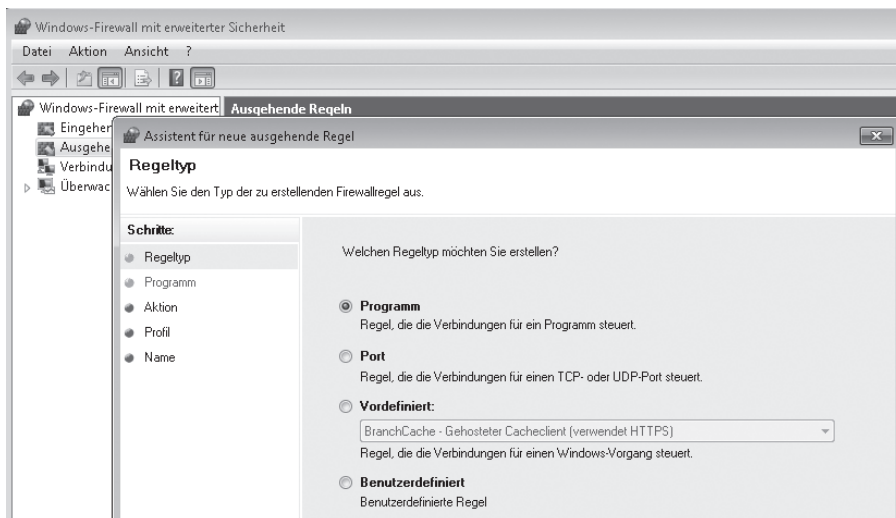 Windows-Firewall mit erweiterter Sicherheit
Datei Aktion Ansicht ?
Windows-Firewall mit erweitert
Ausgehende Regeln
Eingeher
Ausgehe
Verbindu
Überwac
Assistent für neue ausgehende Regel
Regeltyp
Wählen Sie den Typ der zu erstellenden Firewallregel aus.
Schritte:
Regeltyp
Programm
Aktion
Profil
Name
Welchen Regeltyp möchten Sie erstellen?
Programm
Regel, die die Verbindungen für ein Programm steuert.
Port
Regel, die die Verbindungen für einen TCP- oder UDP-Port steuert.
Vordefiniert:
BranchCache - Gehosteter Cacheclient (verwendet HTTPS)
Regel, die die Verbindungen für einen Windows-Vorgang steuert.
Benutzerdefiniert
Benutzerdefinierte Regel